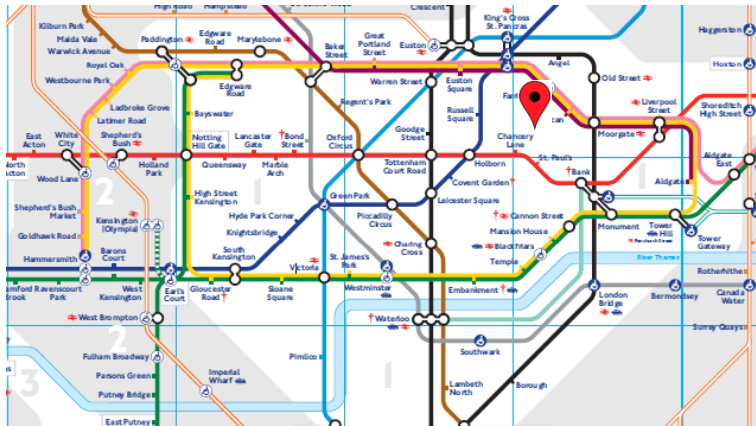 Kilburn Park
Maida Vale
Warwick Avenue
Royal Oak
Westbourne Park
Ladbroke Grove
Latimer Road
Paddington
Edgware
Road
Marylebone
Baker
Street
Great
Portland
Street
Euston
Crescent
King's Cross
St. Pancras
Angel
Old Street
Haggerston
Hoxton
Shoreditch
High Street
Liverpool
Street
Moorgate
Edgware
Road
Warren Street
Euston
Square
Regent's Park
Russell
Square
Goodge
Street
Bayswater
East
Acton
White
City
Shepherd's
Bush
Holland
Park
Notting
Hill Gate
Lancaster
Gate
Queensway
Bond
Street
Marble
Arch
Oxford
Circus
Tottenham
Court Road
Holborn
Chancery
Lane
St. Paul's
Bank
Aldgate
East
Aldgate
Wood Lane
Shepherd's Bush
Market
Goldhawk Road
Hammersmith
Kensington
(Olympia)
High Street
Kensington
Hyde Park Corner
Knightsbridge
Green Park
Piccadilly
Circus
Covent Garden
Leicester Square
Cannon Street
Mansion House
Blackfriars
Temple
Monument
Tower
Hill
Fenchurch Street
Tower
Gateway
River Thames
Barons
Court
South
Kensington
Victoria
St. James's
Park
Charing
Cross
Ravenscourt
Park
West
Kensington
Earl's
Court
Gloucester
Road
Sloane
Square
Westminster
Embankment
London
Bridge
Bermondsey
Rotherhithe
Canada
Water
Surrey Quays
West Brompton
Waterloo
Southwark
Fulham Broadway
Parsons Green
Putney Bridge
East Putney
Imperial
Wharf
Pimlico
Lambeth
North
Borough
1
1
2
2
3